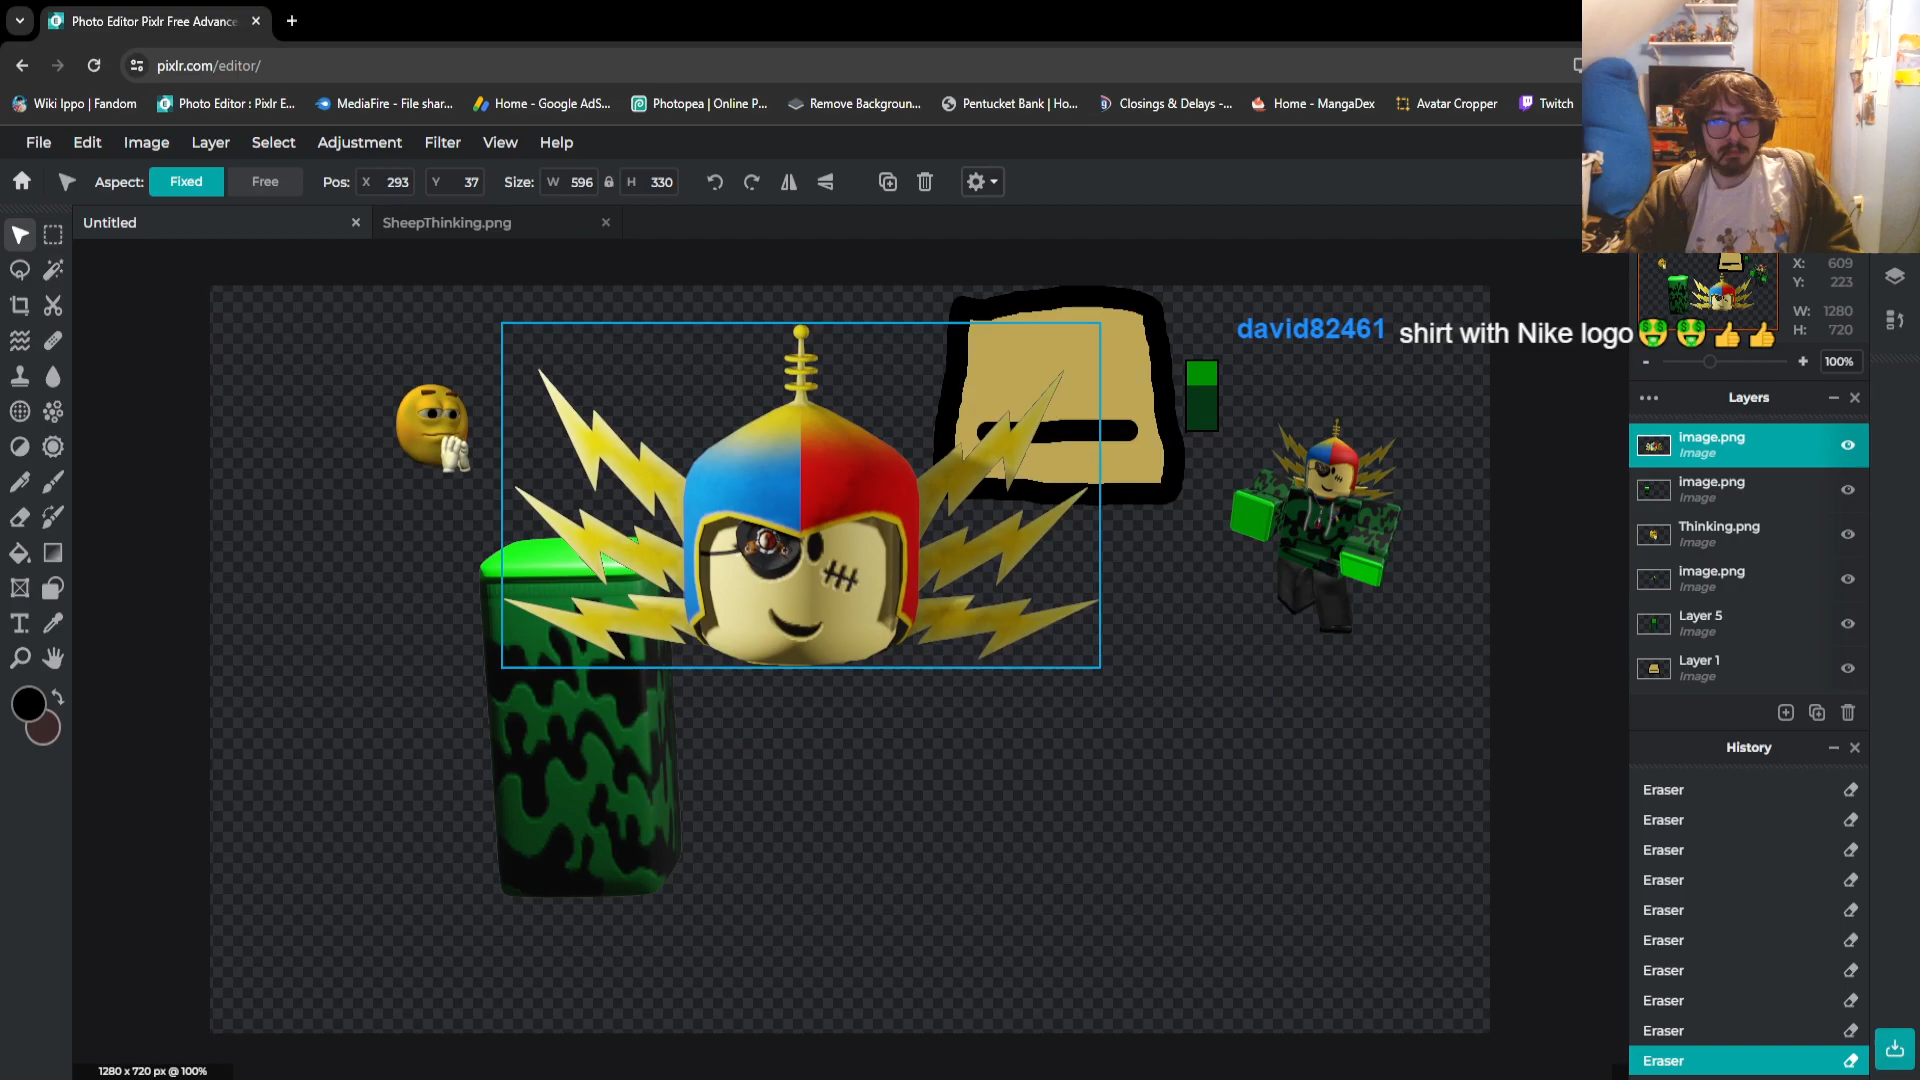 Photo Editor Pixlr Free Advance
pixlr.com/editor/
Wiki Ippo | Fandom
Photo Editor : Pixlr E...
MediaFire - File shar...
Home - Google AdS...
Photopea | Online P...
Remove Backgroun...
Pentucket Bank | Ho...
Closings & Delays -...
Home - MangaDex
Avatar Cropper
Twitch
File Edit Image Layer Select Adjustment Filter View Help
Aspect: Fixed Free Pos: X 293 Y 37 Size: W 596 H 330
Untitled
SheepThinking.png
X: 609
Y: 223
W: 1280
H: 720
david82461 shirt with Nike logo🤑🤑👍👍
- + 100%
Layers
image.png
Image
image.png
Image
Thinking.png
Image
image.png
Image
Layer 5
Image
Layer 1
Image
History
Eraser
Eraser
Eraser
Eraser
Eraser
Eraser
Eraser
Eraser
Eraser
Eraser
1280 x 720 px @ 100%